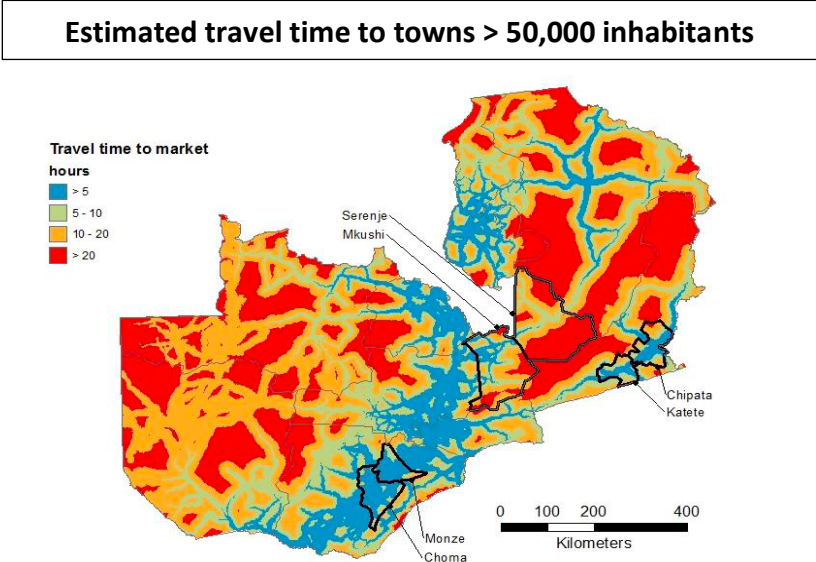 Estimated travel time to towns > 50,000 inhabitants
Travel time to market
hours
> 5
5 - 10
10 - 20
> 20
Serenje
Mkushi
Chipata
Katete
0 100 200 400
Kilometers
Monze
Choma